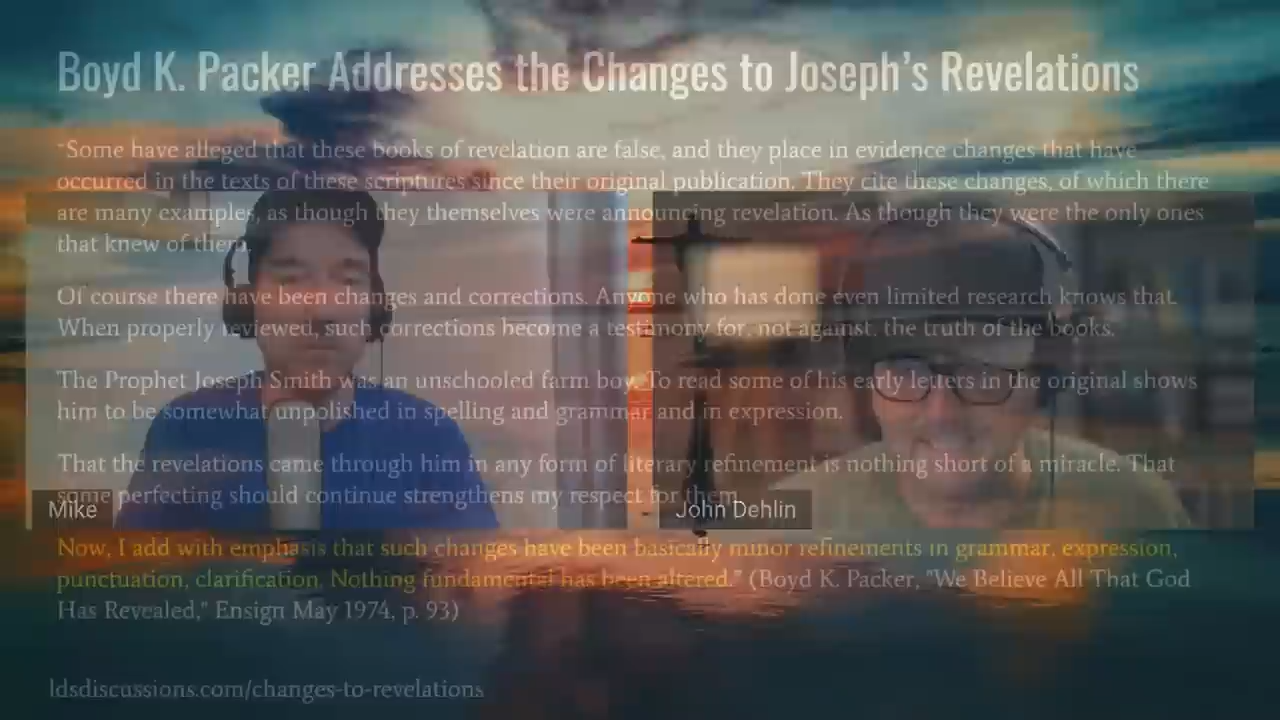 Boyd K. Packer Addresses the Changes to Joseph's Revelations
"Some have alleged that these books of revelation are false, and they place in evidence changes that have
occurred in the texts of these scriptures since their original publication. They cite these changes, of which there
are many examples, as though they themselves were announcing revelation. As though they were the only ones
that knew of them.
Of course there have been changes and corrections. Anyone who has done even limited research knows that.
When properly reviewed, such corrections become a testimony for, not against, the truth of the books.
The Prophet Joseph Smith was an unschooled farm boy. To read some of his early letters in the original shows
him to be somewhat unpolished in spelling and grammar and in expression.
That the revelations came through him in any form of literary refinement is nothing short of a miracle. That
some perfecting should continue strengthens my respect for them.
Mike
John Dehlin
Now, I add with emphasis that such changes have been basically minor refinements in grammar, expression,
punctuation, clarification. Nothing fundamental has been altered." (Boyd K. Packer, "We Believe All That God
Has Revealed," Ensign May 1974, p. 93)
ldsdiscussions.com/changes-to-revelations